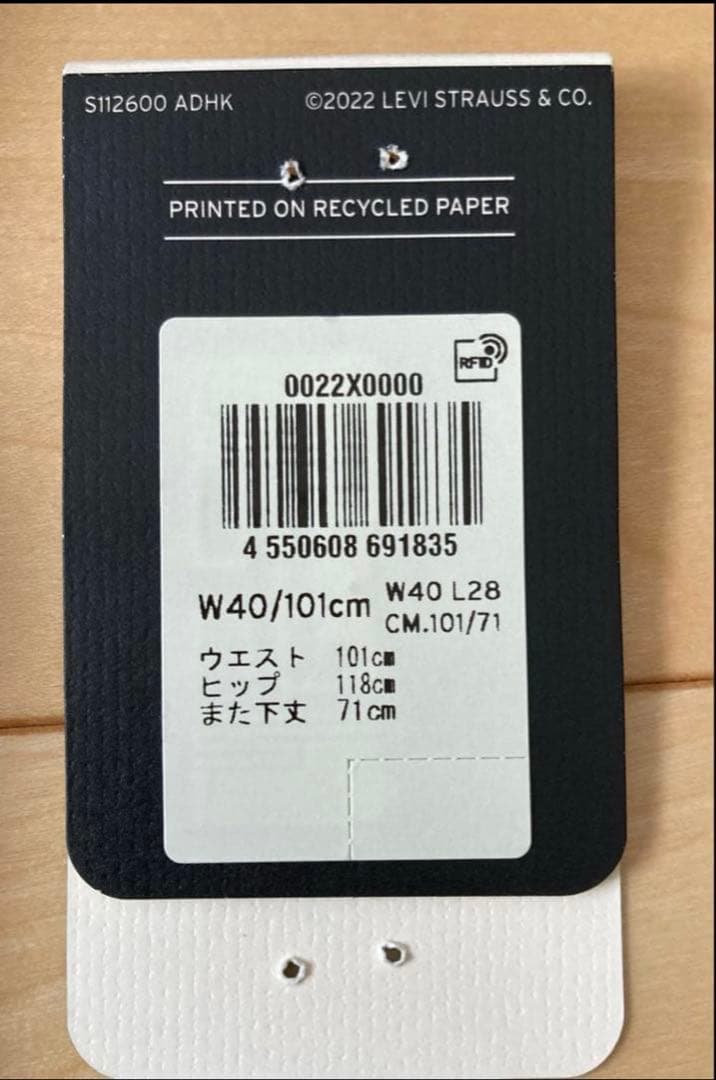 S112600 ADHK ©2022 LEVI STRAUSS & CO.
PRINTED ON RECYCLED PAPER
RFID
0022X0000
4 550608 691835
W40/101cm
W40 L28
CM.101/71
ウエスト 101cm
ヒップ 118cm
また下丈 71cm